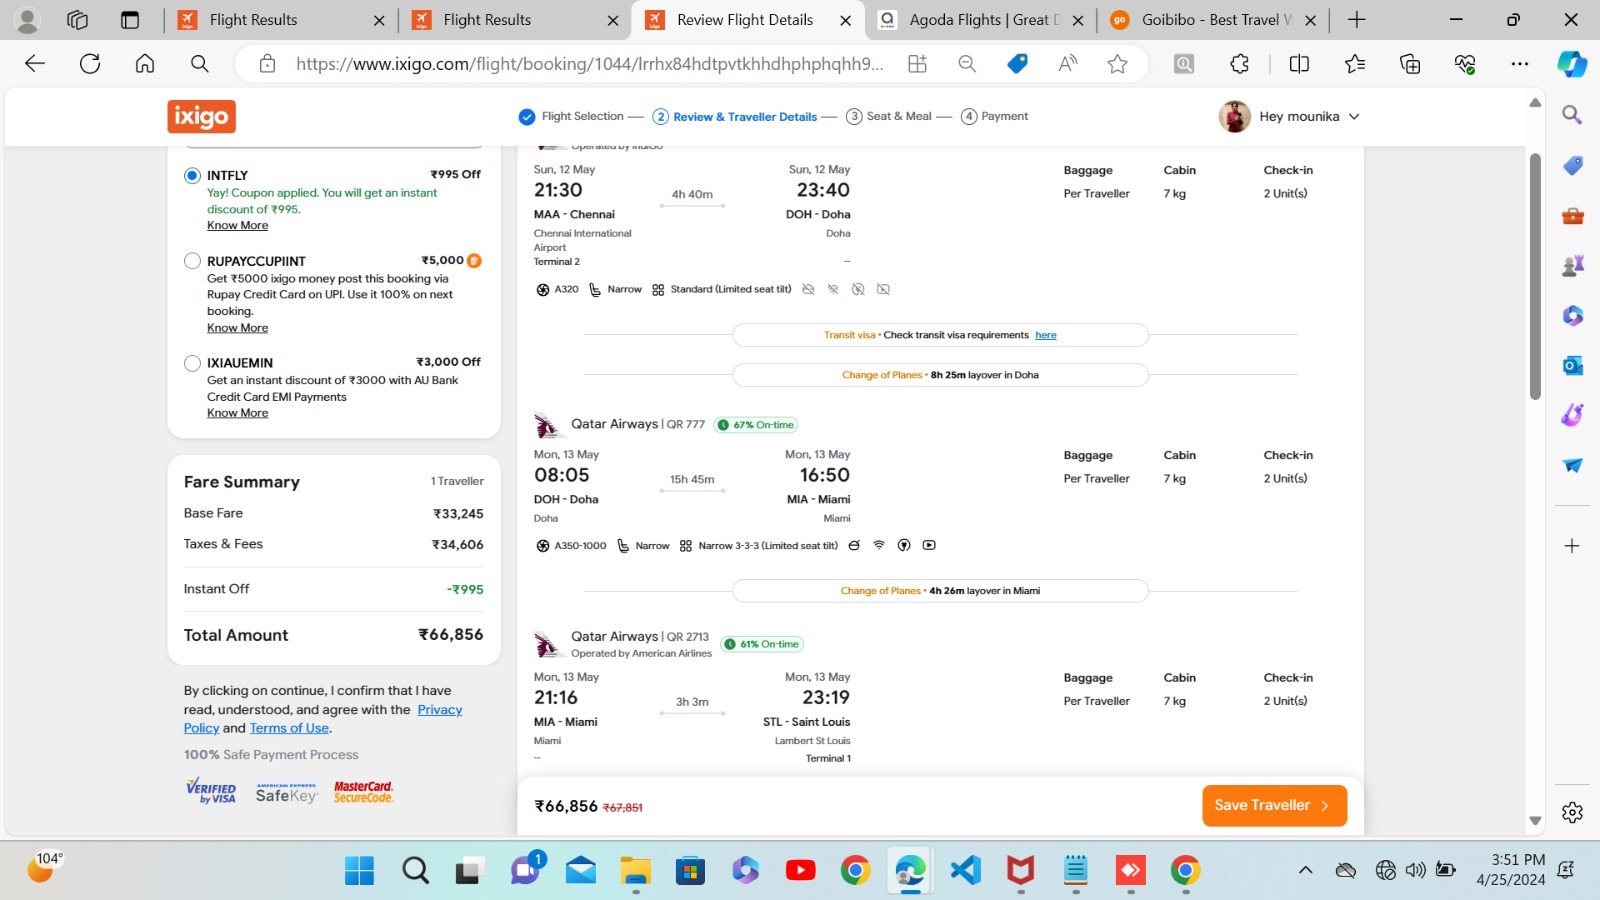 Flight Results
Flight Results
Review Flight Details
Agoda Flights | Great D
Goibibo - Best Travel W
https://www.ixigo.com/flight/booking/1044/lrrhx84hdtpvtkhhdhphphqhh9...
ixigo
Flight Selection
2 Review & Traveller Details
3 Seat & Meal
4 Payment
Hey mounika
INTFLY ₹995 Off
Yay! Coupon applied. You will get an instant
discount of ₹995.
Know More
RUPAYCCUPIINT ₹5,000
Get ₹5000 ixigo money post this booking via
Rupay Credit Card on UPI. Use it 100% on next
booking.
Know More
IXIAUEMIN ₹3,000 Off
Get an instant discount of ₹3000 with AU Bank
Credit Card EMI Payments
Know More
Fare Summary 1 Traveller
Base Fare ₹33,245
Taxes & Fees ₹34,606
Instant Off -₹995
Total Amount ₹66,856
By clicking on continue, I confirm that I have
read, understood, and agree with the Privacy
Policy and Terms of Use.
100% Safe Payment Process
VERIFIED by VISA
AMERICAN EXPRESS SafeKey
MasterCard. SecureCode.
Operated by IndiGo
Sun, 12 May Sun, 12 May Baggage Cabin Check-in
21:30 4h 40m 23:40 Per Traveller 7 kg 2 Unit(s)
MAA - Chennai DOH - Doha
Chennai International Doha
Airport
Terminal 2 --
A320 Narrow Standard (Limited seat tilt)
Transit visa • Check transit visa requirements here
Change of Planes • 8h 25m layover in Doha
Qatar Airways | QR 777 67% On-time
Mon, 13 May Mon, 13 May Baggage Cabin Check-in
08:05 15h 45m 16:50 Per Traveller 7 kg 2 Unit(s)
DOH - Doha MIA - Miami
Doha Miami
A350-1000 Narrow Narrow 3-3-3 (Limited seat tilt)
Change of Planes • 4h 26m layover in Miami
Qatar Airways | QR 2713 61% On-time
Operated by American Airlines
Mon, 13 May Mon, 13 May Baggage Cabin Check-in
21:16 3h 3m 23:19 Per Traveller 7 kg 2 Unit(s)
MIA - Miami STL - Saint Louis
Miami Lambert St Louis
-- Terminal 1
₹66,856 ₹67,851
Save Traveller
104°
1
3:51 PM
4/25/2024